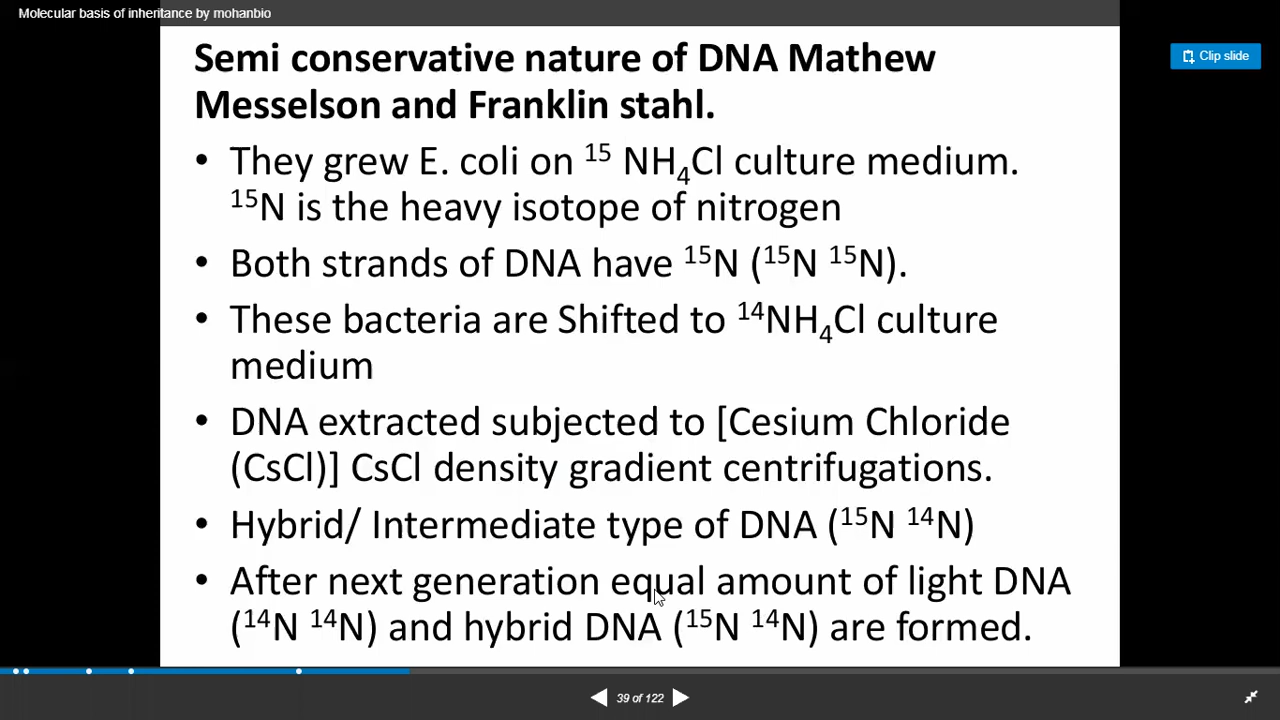 Molecular basis of inheritance by mohanbio
Clip slide
Semi conservative nature of DNA Mathew
Messelson and Franklin stahl.
• They grew E. coli on ¹⁵ NH₄Cl culture medium.
¹⁵N is the heavy isotope of nitrogen
• Both strands of DNA have ¹⁵N (¹⁵N ¹⁵N).
• These bacteria are Shifted to ¹⁴NH₄Cl culture
medium
• DNA extracted subjected to [Cesium Chloride
(CsCl)] CsCl density gradient centrifugations.
• Hybrid/ Intermediate type of DNA (¹⁵N ¹⁴N)
• After next generation equal amount of light DNA
(¹⁴N ¹⁴N) and hybrid DNA (¹⁵N ¹⁴N) are formed.
39 of 122